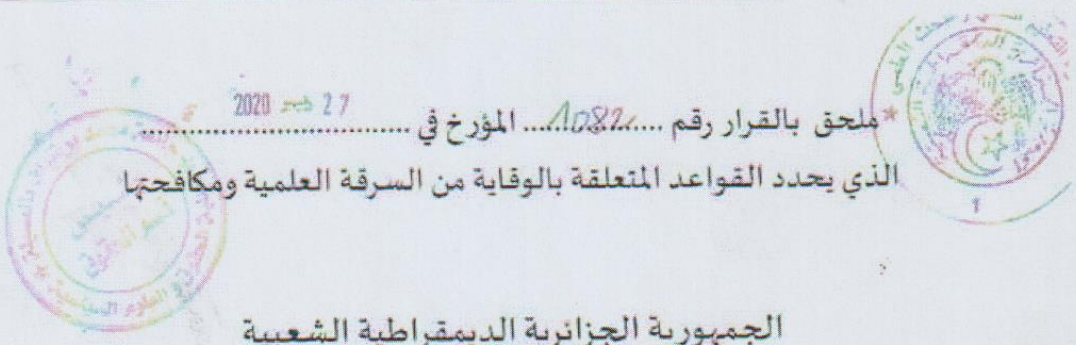 ملحق بالقرار رقم .....1082..... المؤرخ في ..... 27 ديسمبر 2020 .....
الذي يحدد القواعد المتعلقة بالوقاية من السرقة العلمية ومكافحتها
الجمهورية الجزائرية الديمقراطية الشعبية